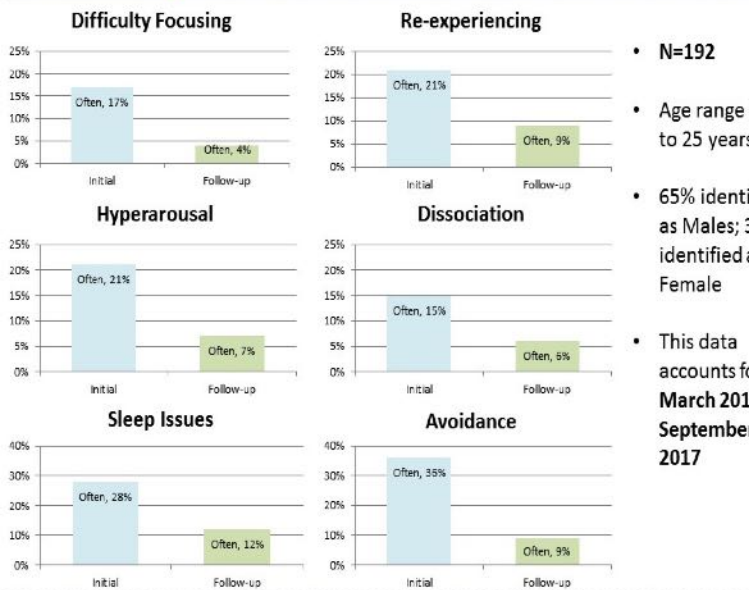 Difficulty Focusing
25%
20%
15%
10%
5%
0%
Often, 17%
Often, 4%
Initial
Follow-up
Re-experiencing
25%
20%
15%
10%
5%
0%
Often, 21%
Often, 9%
Initial
Follow-up
Hyperarousal
25%
20%
15%
10%
5%
0%
Often, 21%
Often, 7%
Initial
Follow-up
Dissociation
25%
20%
15%
10%
5%
0%
Often, 15%
Often, 6%
Initial
Follow-up
Sleep Issues
40%
30%
20%
10%
0%
Often, 28%
Often, 12%
Initial
Follow-up
Avoidance
40%
30%
20%
10%
0%
Often, 36%
Often, 9%
Initial
Follow-up
• N=192
• Age range
to 25 years
• 65%
as Males;
identified
Female
• This data
accounts
March
September
2017